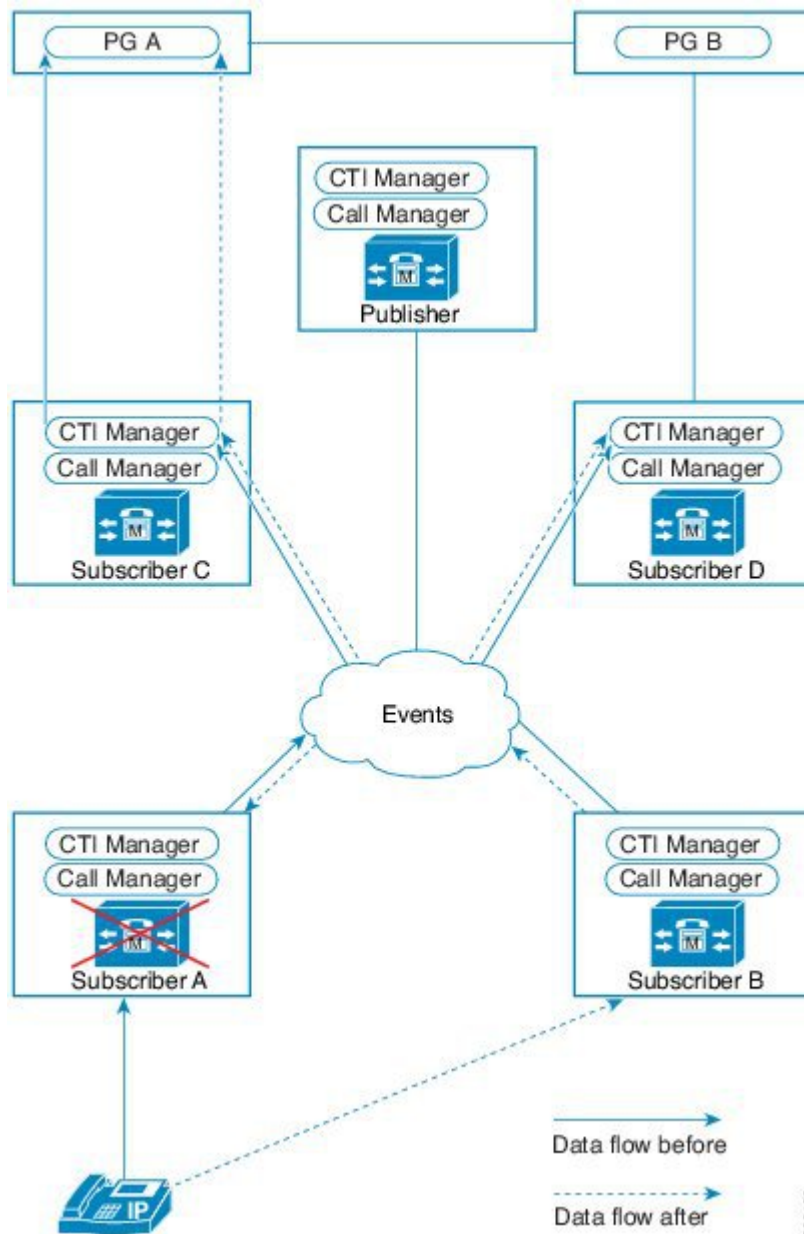 PG A
PG B
CTI Manager
Call Manager
M
Publisher
CTI Manager
Call Manager
M
Subscriber C
CTI Manager
Call Manager
M
Subscriber D
Events
CTI Manager
Call Manager
M
Subscriber A
CTI Manager
Call Manager
M
Subscriber B
Data flow before
IP
Data flow after